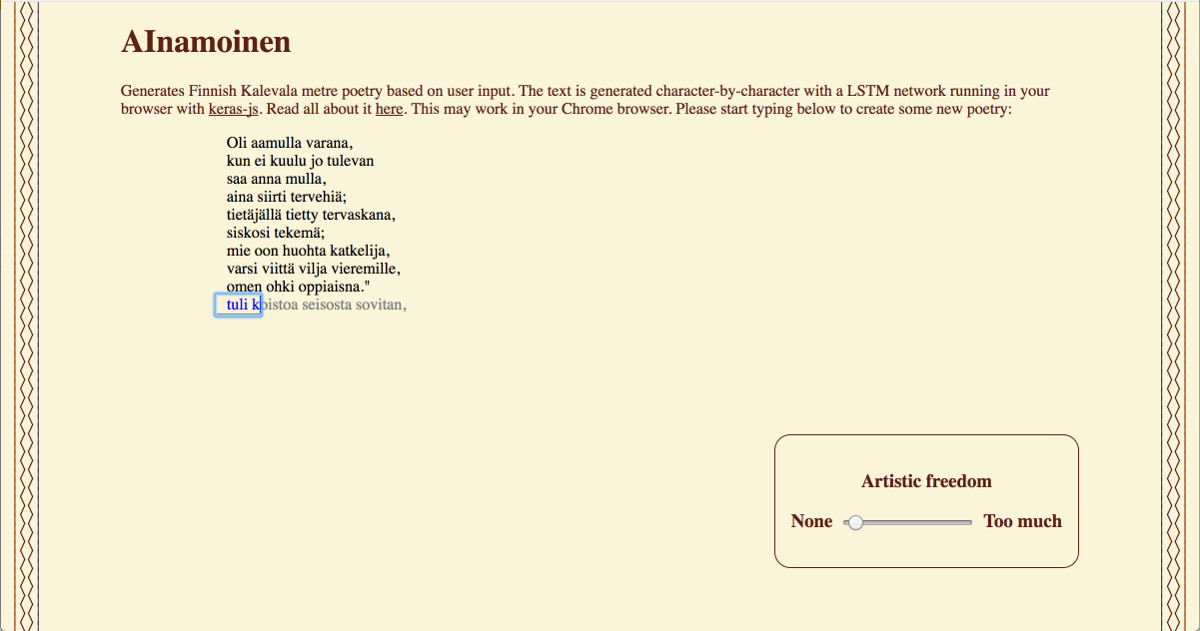 AInamoinen
Generates Finnish Kalevala metre poetry based on user input. The text is generated character-by-character with a LSTM network running in your
browser with keras-js. Read all about it here. This may work in your Chrome browser. Please start typing below to create some new poetry:
Oli aamulla varana,
kun ei kuulu jo tulevan
saa anna mulla,
aina siirti tervehiä;
tietäjällä tietty tervaskana,
siskosi tekemä;
mie oon huohta katkelija,
varsi viittä vilja vieremille,
omen ohki oppiaisna."
tuli koistoa seisosta sovitan,
Artistic freedom
None Too much